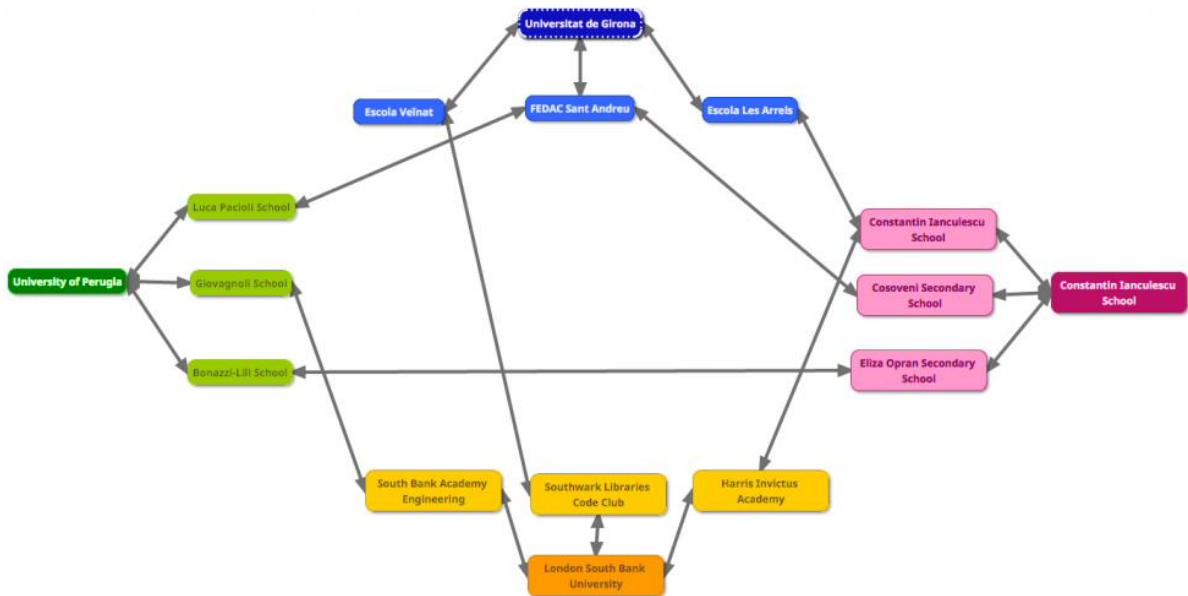 Universitat de Girona
Escola Veïnat
FEDAC Sant Andreu
Escola Les Arrels
Luca Pacioli School
Constantin Ianculescu
School
University of Perugia
Giovagnoli School
Cosoveni Secondary
School
Constantin Ianculescu
School
Bonazzi-Lili School
Eliza Opran Secondary
School
South Bank Academy
Engineering
Southwark Libraries
Code Club
Harris Invictus
Academy
London South Bank
University